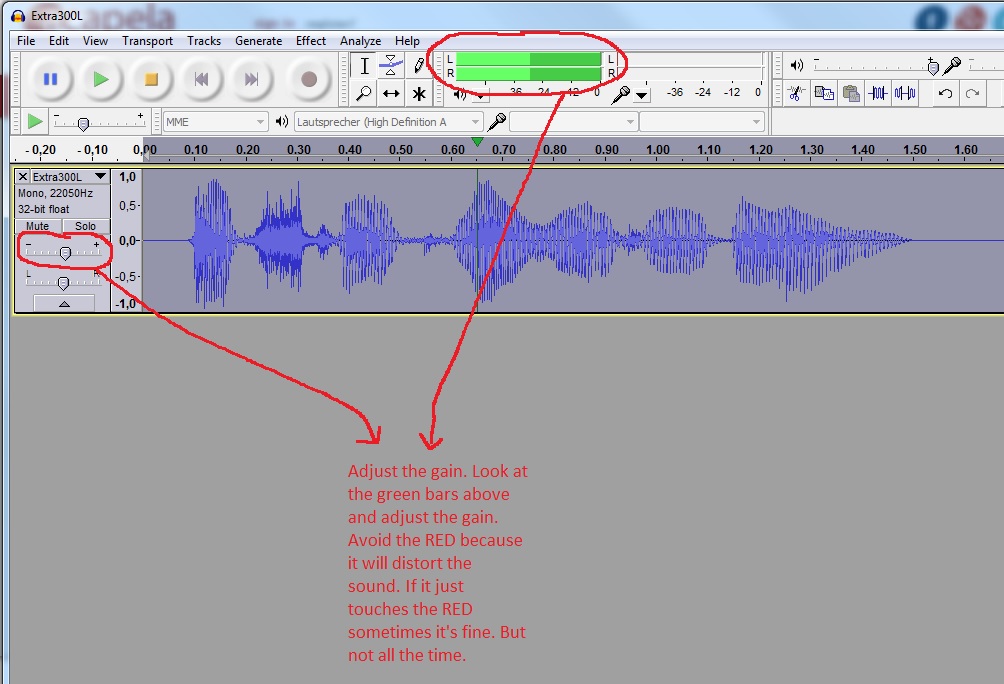 Extra300L
File Edit View Transport Tracks Generate Effect Analyze Help
L L
R R
-36 -24 -12 0 -36 -24 -12 0
- +
MME Lautsprecher (High Definition A
- 0,20 - 0,10 0,00 0.10 0.20 0.30 0.40 0.50 0.60 0.70 0.80 0.90 1.00 1.10 1.20 1.30 1.40 1.50 1.60
Extra300L
Mono, 22050Hz
32-bit float
Mute Solo
- +
L R
1,0
0,5-
0,0-
-0,5-
-1,0
Adjust the gain. Look at
the green bars above
and adjust the gain.
Avoid the RED because
it will distort the
sound. If it just
touches the RED
sometimes it's fine. But
not all the time.